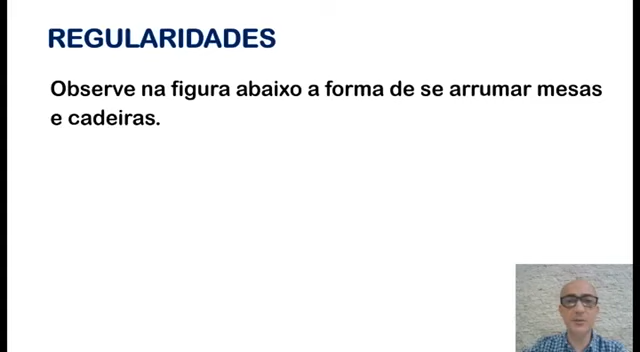 REGULARIDADES
Observe na figura abaixo a forma de se arrumar mesas
e cadeiras.